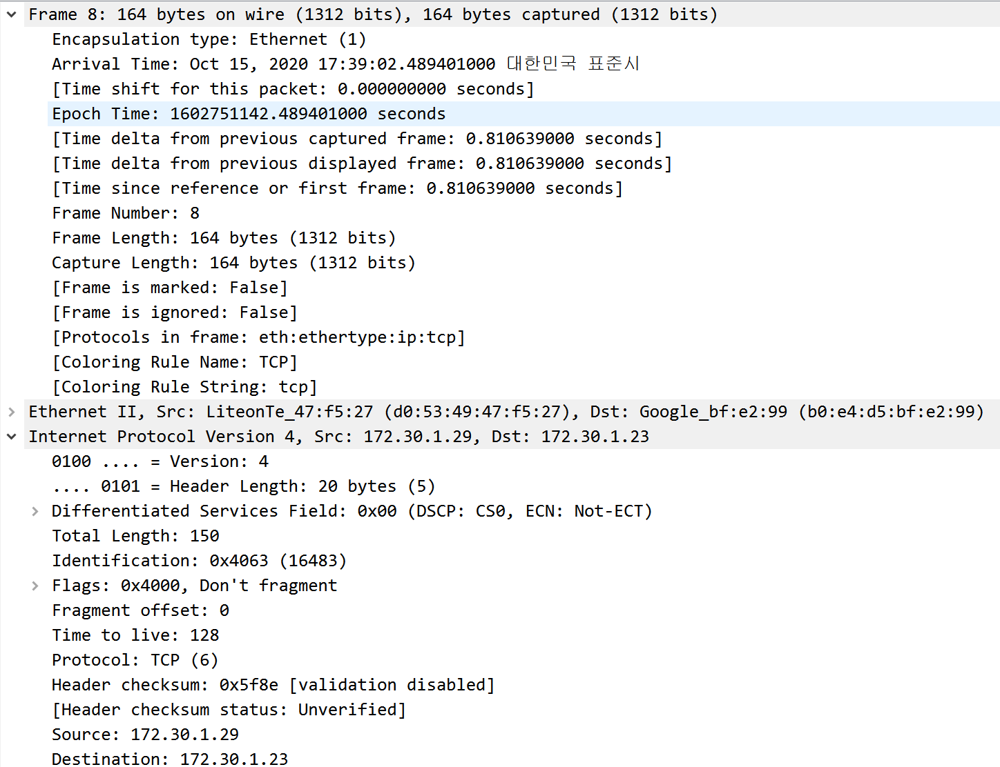 Frame 8: 164 bytes on wire (1312 bits), 164 bytes captured (1312 bits)
Encapsulation type: Ethernet (1)
Arrival Time: Oct 15, 2020 17:39:02.489401000 대한민국 표준시
[Time shift for this packet: 0.000000000 seconds]
Epoch Time: 1602751142.489401000 seconds
[Time delta from previous captured frame: 0.810639000 seconds]
[Time delta from previous displayed frame: 0.810639000 seconds]
[Time since reference or first frame: 0.810639000 seconds]
Frame Number: 8
Frame Length: 164 bytes (1312 bits)
Capture Length: 164 bytes (1312 bits)
[Frame is marked: False]
[Frame is ignored: False]
[Protocols in frame: eth:ethertype:ip:tcp]
[Coloring Rule Name: TCP]
[Coloring Rule String: tcp]
Ethernet II, Src: LiteonTe_47:f5:27 (d0:53:49:47:f5:27), Dst: Google_bf:e2:99 (b0:e4:d5:bf:e2:99)
Internet Protocol Version 4, Src: 172.30.1.29, Dst: 172.30.1.23
0100 .... = Version: 4
.... 0101 = Header Length: 20 bytes (5)
Differentiated Services Field: 0x00 (DSCP: CS0, ECN: Not-ECT)
Total Length: 150
Identification: 0x4063 (16483)
Flags: 0x4000, Don't fragment
Fragment offset: 0
Time to live: 128
Protocol: TCP (6)
Header checksum: 0x5f8e [validation disabled]
[Header checksum status: Unverified]
Source: 172.30.1.29
Destination: 172.30.1.23